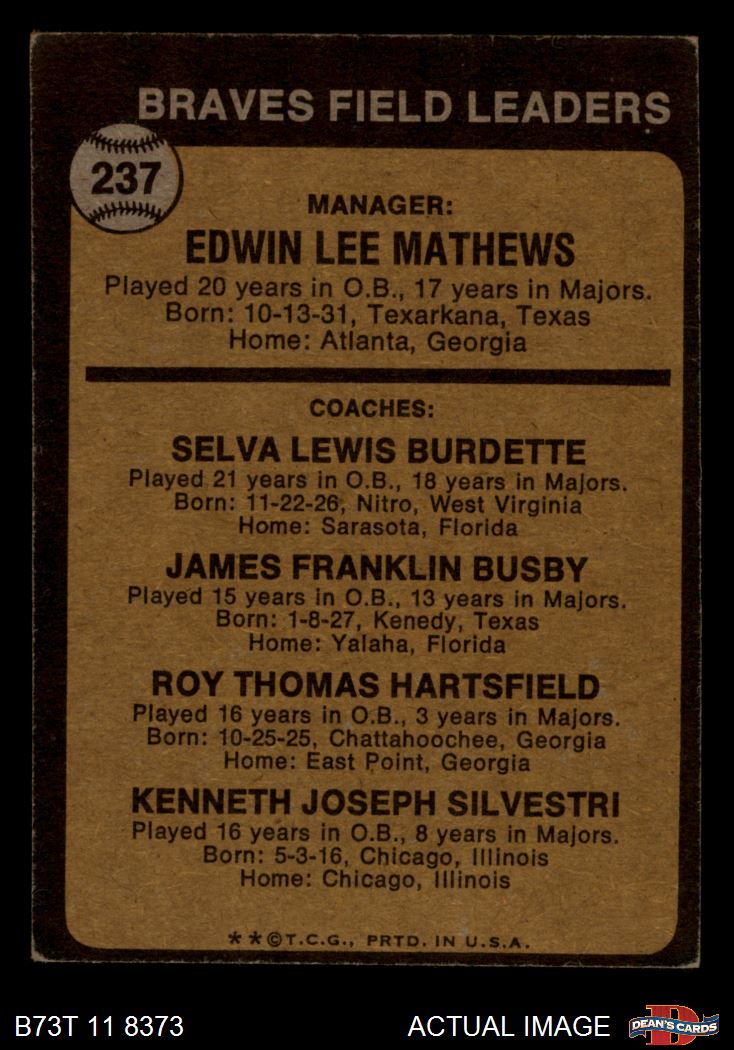 BRAVES FIELD LEADERS
237
MANAGER:
EDWIN LEE MATHEWS
Played 20 years in O.B., 17 years in Majors.
Born: 10-13-31, Texarkana, Texas
Home: Atlanta, Georgia
COACHES:
SELVA LEWIS BURDETTE
Played 21 years in O.B., 18 years in Majors.
Born: 11-22-26, Nitro, West Virginia
Home: Sarasota, Florida
JAMES FRANKLIN BUSBY
Played 15 years in O.B., 13 years in Majors.
Born: 1-8-27, Kenedy, Texas
Home: Yalaha, Florida
ROY THOMAS HARTSFIELD
Played 16 years in O.B., 3 years in Majors.
Born: 10-25-25, Chattahoochee, Georgia
Home: East Point, Georgia
KENNETH JOSEPH SILVESTRI
Played 16 years in O.B., 8 years in Majors.
Born: 5-3-16, Chicago, Illinois
Home: Chicago, Illinois
**©T.C.G., PRTD. IN U.S.A.
B73T 11 8373 ACTUAL IMAGE D DEAN'S CARDS